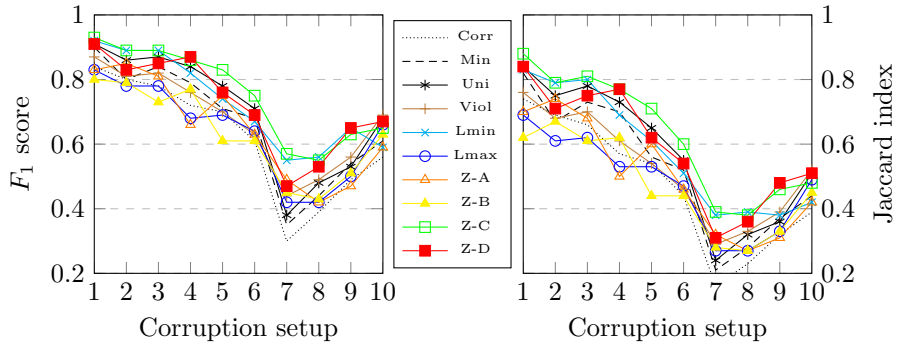 1
0.8
0.6
0.4
0.2
F1 score
1 2 3 4 5 6 7 8 9 10
Corruption setup
Corr
Min
Uni
Viol
Lmin
Lmax
Z-A
Z-B
Z-C
Z-D
1
0.8
0.6
0.4
0.2
Jaccard index
1 2 3 4 5 6 7 8 9 10
Corruption setup